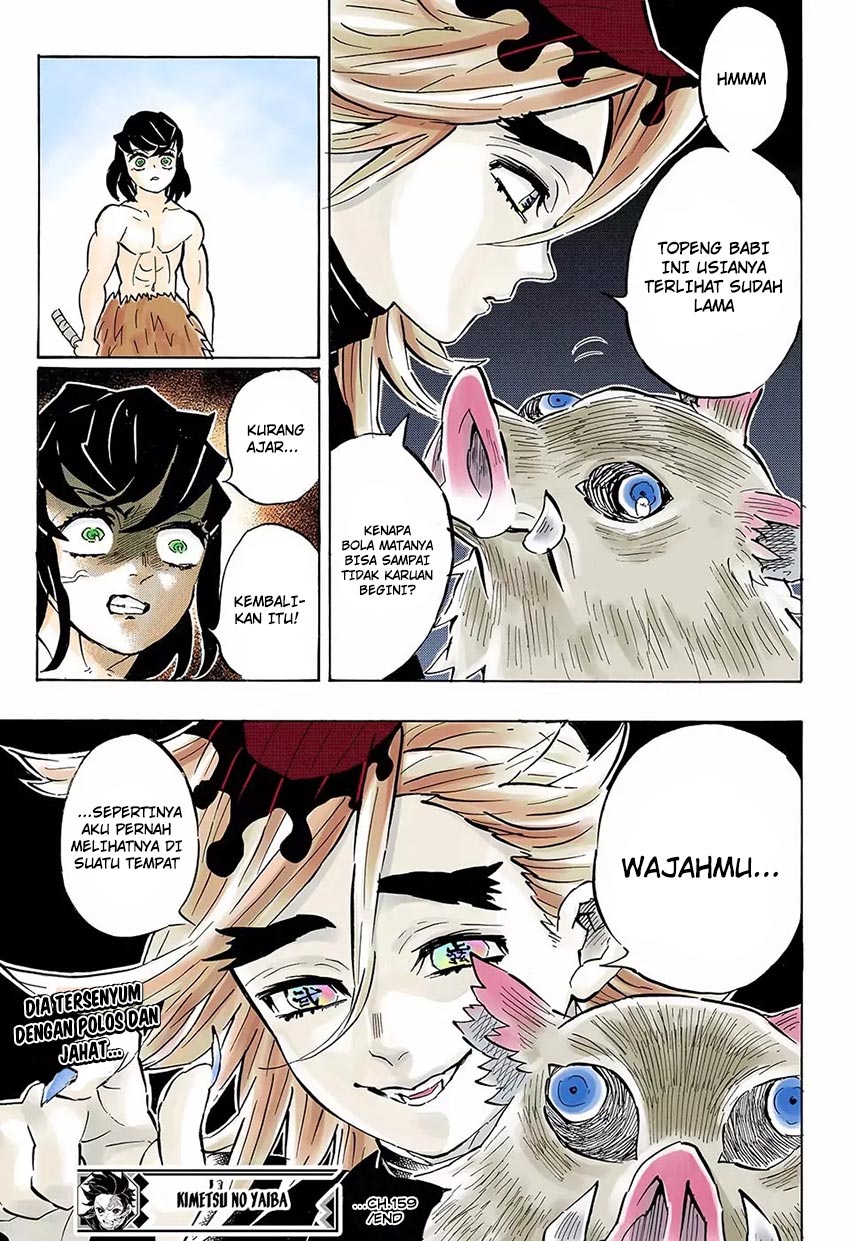 HMMM
TOPENG BABI
INI USIANYA
TERLIHAT SUDAH
LAMA
KENAPA
BOLA MATANYA
BISA SAMPAI
TIDAK KARUAN
BEGINI?
KURANG
AJAR...
KEMBALI-
KAN ITU!
WAJAHMU...
...SEPERTINYA
AKU PERNAH
MELIHATNYA DI
SUATU TEMPAT
DIA TERSENYUM
DENGAN POLOS DAN
JAHAT...
KIMETSU NO YAIBA
...CH.159
/END